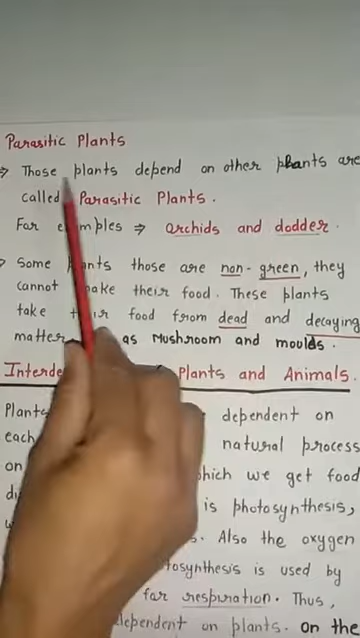 Parasitic Plants
⇒ Those plants depend on other plants are
called Parasitic Plants.
For examples ⇒ orchids and dodder.
Some plants those are non-green, they
cannot make their food. These plants
take their food from dead and decaying
matter as Mushroom and moulds.
Plants and Animals.
Plants dependent on
each natural process
on which we get food
is photosynthesis,
. Also the oxygen
is used by
for respiration. Thus,
dependent on plants. On the